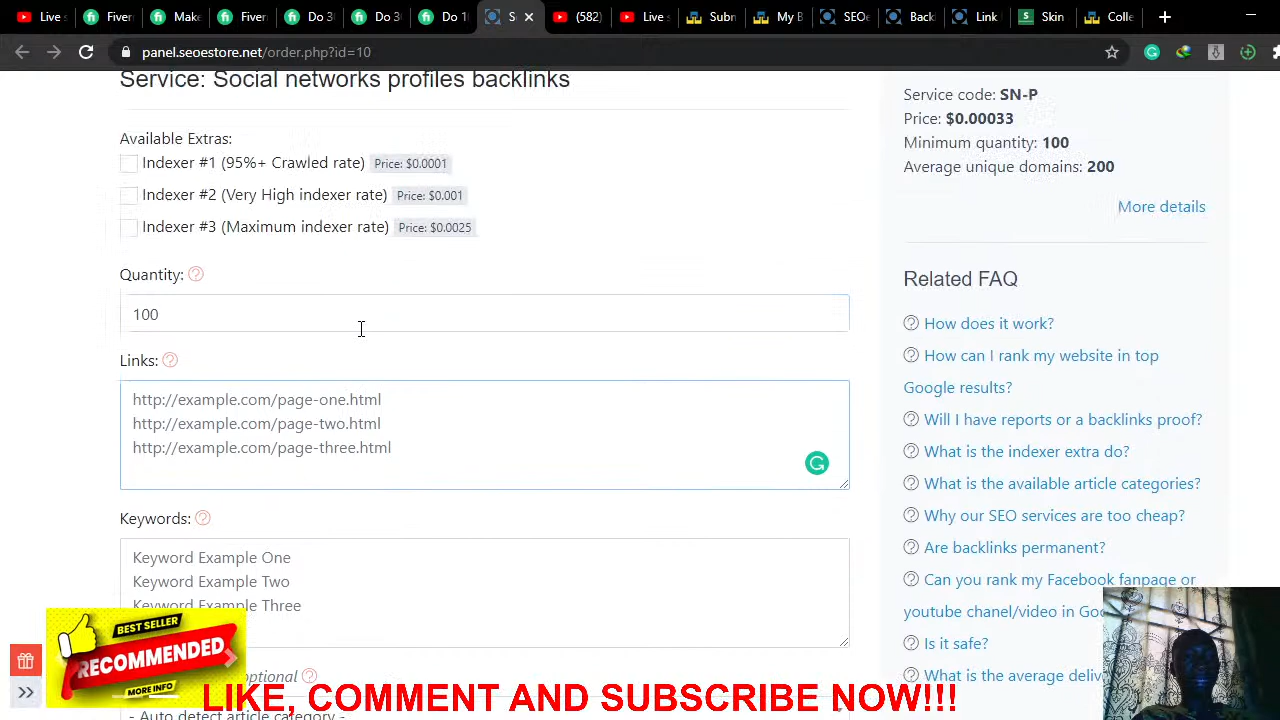 Live s
Fiverr
Make
Fiverr
Do 3
Do 3
Do 1
S
(582)
Live s
Subm
My B
SEOe
Back
Link
Skin
Colle
panel.seoestore.net/order.php?id=10
Service: Social networks profiles backlinks
Available Extras:
Indexer #1 (95%+ Crawled rate) Price: $0.0001
Indexer #2 (Very High indexer rate) Price: $0.001
Indexer #3 (Maximum indexer rate) Price: $0.0025
Quantity:
100
Links:
http://example.com/page-one.html
http://example.com/page-two.html
http://example.com/page-three.html
Keywords:
Keyword Example One
Keyword Example Two
Keyword Example Three
optional
- Auto detect article category -
Service code: SN-P
Price: $0.00033
Minimum quantity: 100
Average unique domains: 200
More details
Related FAQ
How does it work?
How can I rank my website in top
Google results?
Will I have reports or a backlinks proof?
What is the indexer extra do?
What is the available article categories?
Why our SEO services are too cheap?
Are backlinks permanent?
Can you rank my Facebook fanpage or
youtube chanel/video in Goo
Is it safe?
What is the average deliv
BEST SELLER
RECOMMENDED
MORE INFO
LIKE, COMMENT AND SUBSCRIBE NOW!!!